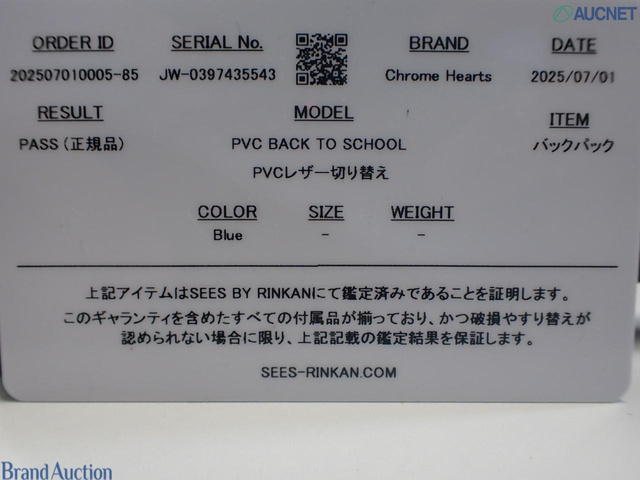 AUCNET
ORDER ID SERIAL No. BRAND DATE
202507010005-85 JW-0397435543 Chrome Hearts 2025/07/01
RESULT MODEL ITEM
PASS (正規品) PVC BACK TO SCHOOL バックパック
PVCレザー切り替え
COLOR SIZE WEIGHT
Blue - -
上記アイテムはSEES BY RINKANにて鑑定済みであることを証明します。
このギャランティを含めたすべての付属品が揃っており、かつ破損やすり替えが
認められない場合に限り、上記記載の鑑定結果を保証します。
SEES-RINKAN.COM
Brand Auction